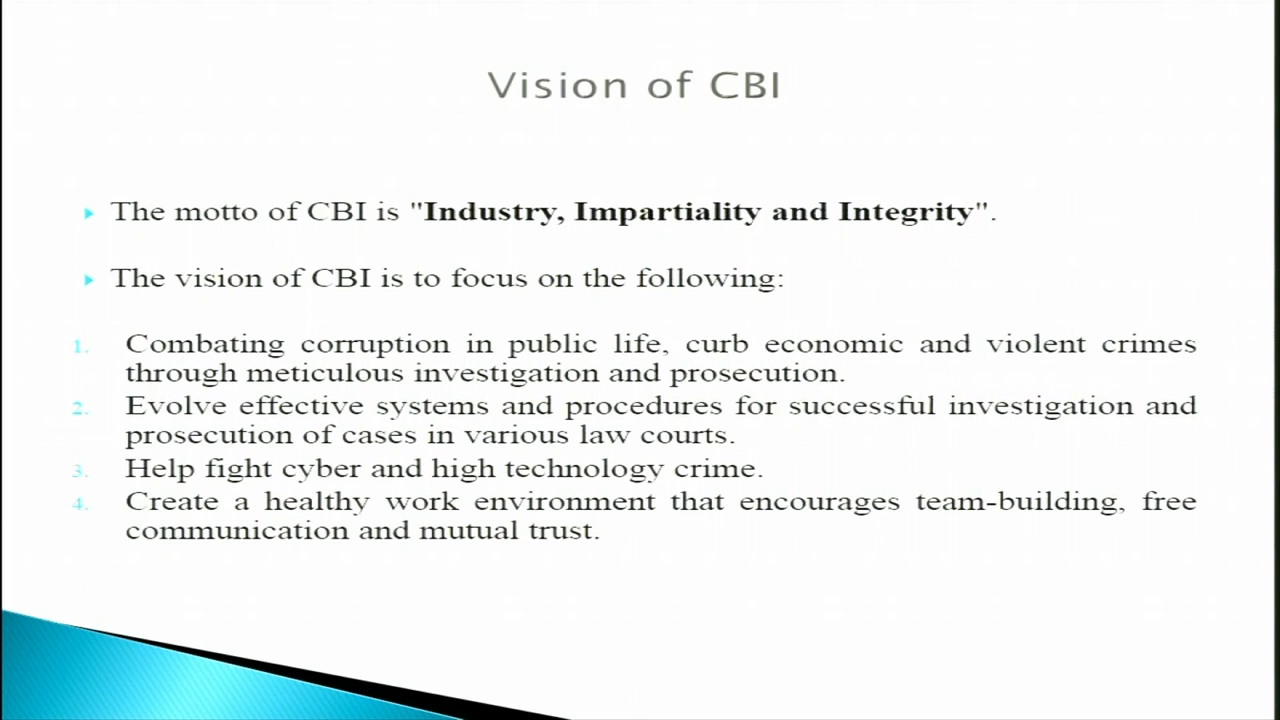 Vision of CBI
The motto of CBI is "Industry, Impartiality and Integrity".
The vision of CBI is to focus on the following:
1. Combating corruption in public life, curb economic and violent crimes
through meticulous investigation and prosecution.
2. Evolve effective systems and procedures for successful investigation and
prosecution of cases in various law courts.
3. Help fight cyber and high technology crime.
4. Create a healthy work environment that encourages team-building, free
communication and mutual trust.